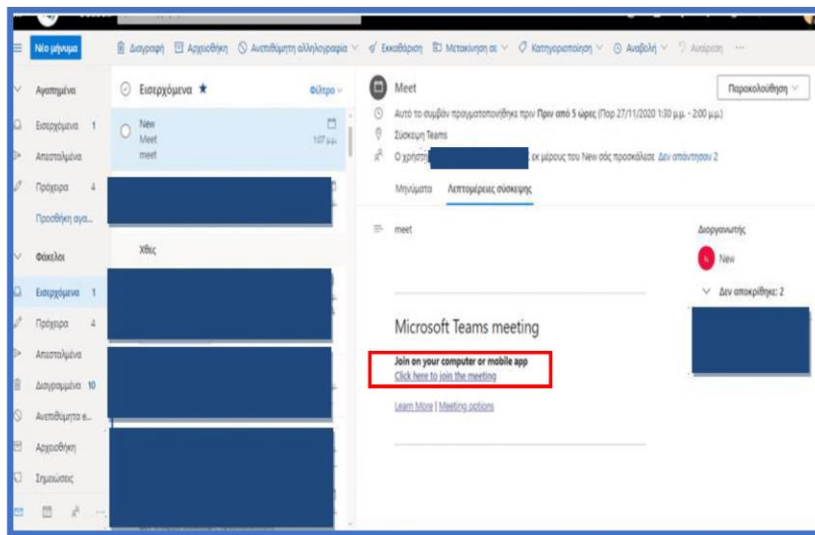 Νέο μήνυμα
Διαγραφή
Αρχειοθήκη
Ανεπιθύμητη αλληλογραφία
Εκκαθάριση
Μετακίνηση σε
Κατηγοριοποίηση
Αναβολή
Αναίρεση
Αγαπημένα
Εισερχόμενα 1
Απεσταλμένα
Πρόχειρα 4
Προσθήκη αγα...
Φάκελοι
Εισερχόμενα 1
Πρόχειρα 4
Απεσταλμένα
Διαγραμμένα 10
Ανεπιθύμητα e...
Αρχειοθήκη
Σημειώσεις
Εισερχόμενα ★
Φίλτρο
New
Meet
1:07 μ.μ.
meet
Χθες
Meet
Παρακολούθηση
Αυτό το συμβάν πραγματοποιήθηκε πριν Πριν από 5 ώρες (Παρ 27/11/2020 1:30 μ.μ. - 2:00 μ.μ.)
Σύσκεψη Teams
Ο χρήστης εκ μέρους του New σάς προσκάλεσε. Δεν απάντησαν 2
Μηνύματα
Λεπτομέρειες σύσκεψης
meet
Διοργανωτής
N New
Δεν αποκρίθηκε: 2
Microsoft Teams meeting
Join on your computer or mobile app
Click here to join the meeting
Learn More | Meeting options